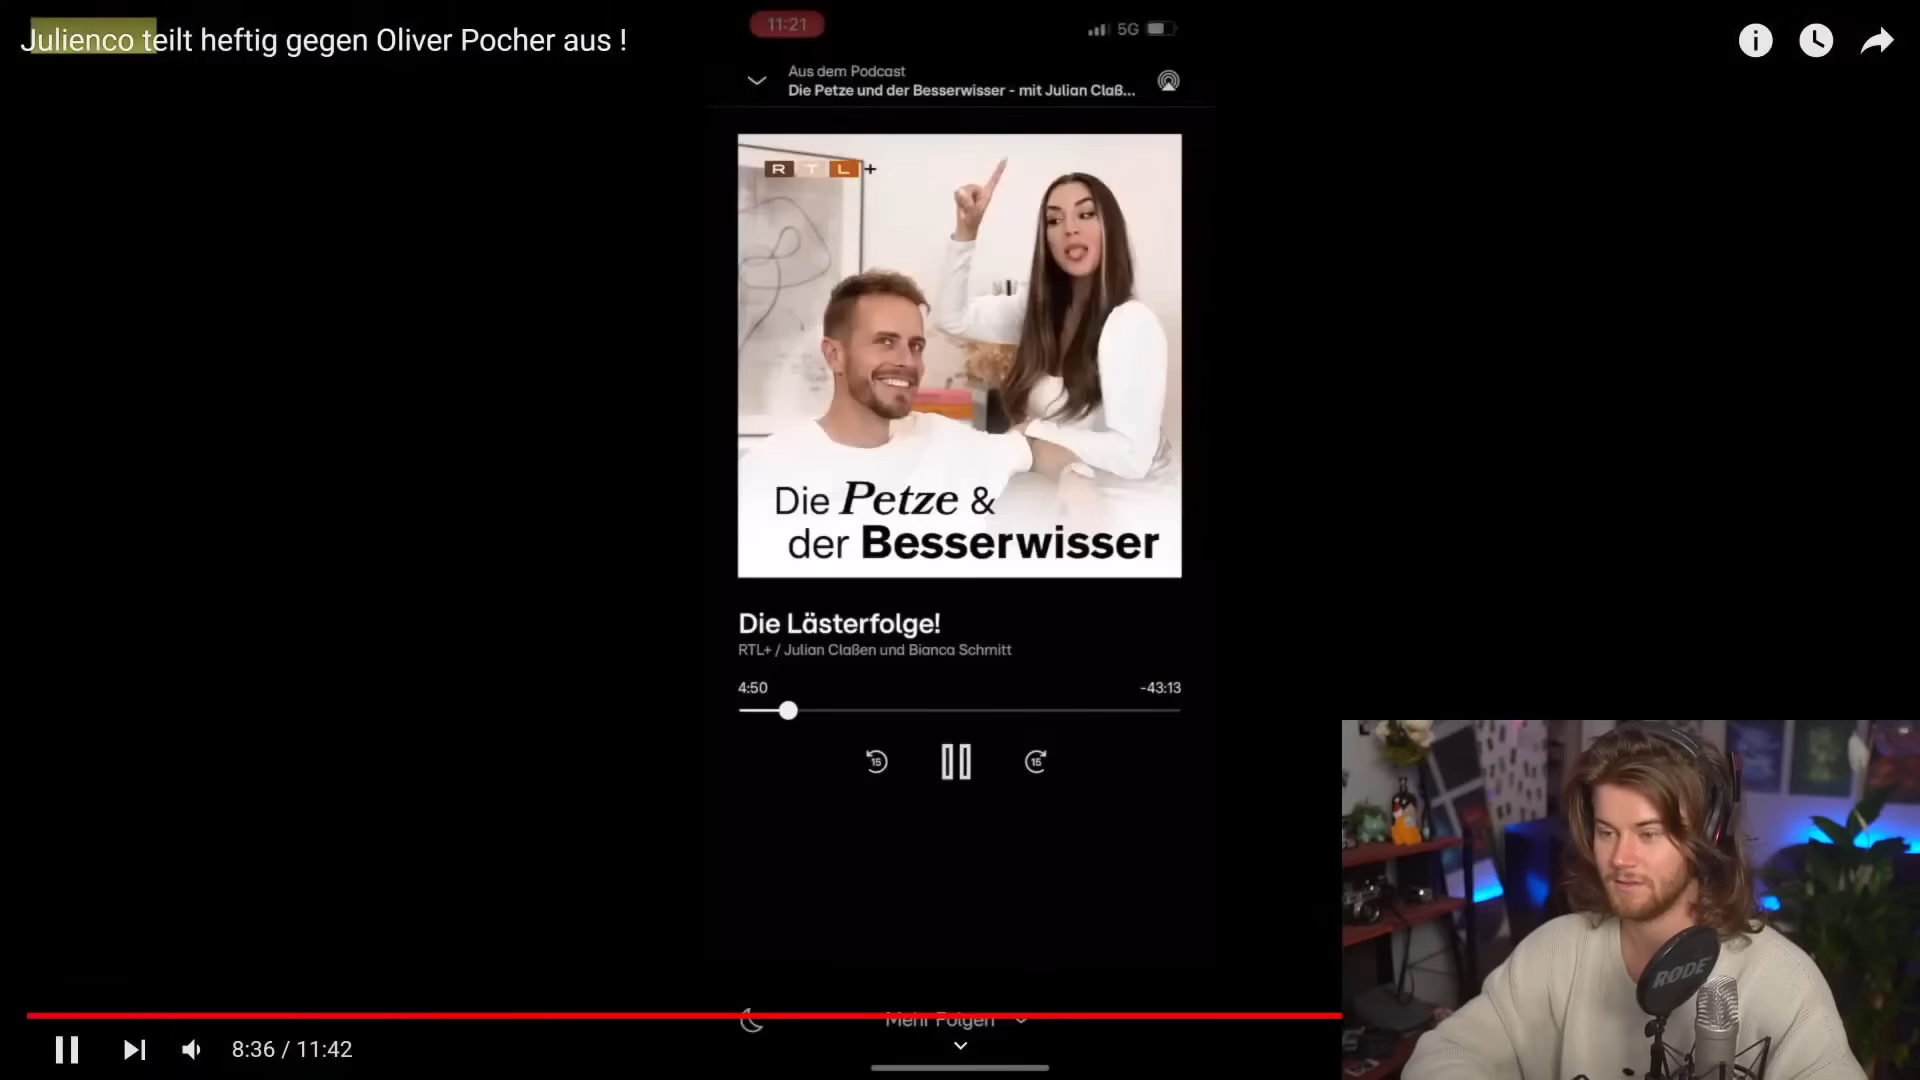 Julienco teilt heftig gegen Oliver Pocher aus !
11:21
5G
Aus dem Podcast
Die Petze und der Besserwisser - mit Julian Claß...
RTL+
Die Petze &
der Besserwisser
Die Lästerfolge!
RTL+ / Julian Claßen und Bianca Schmitt
4:50
-43:13
15
15
RØDE
Mehr Folgen
8:36 / 11:42